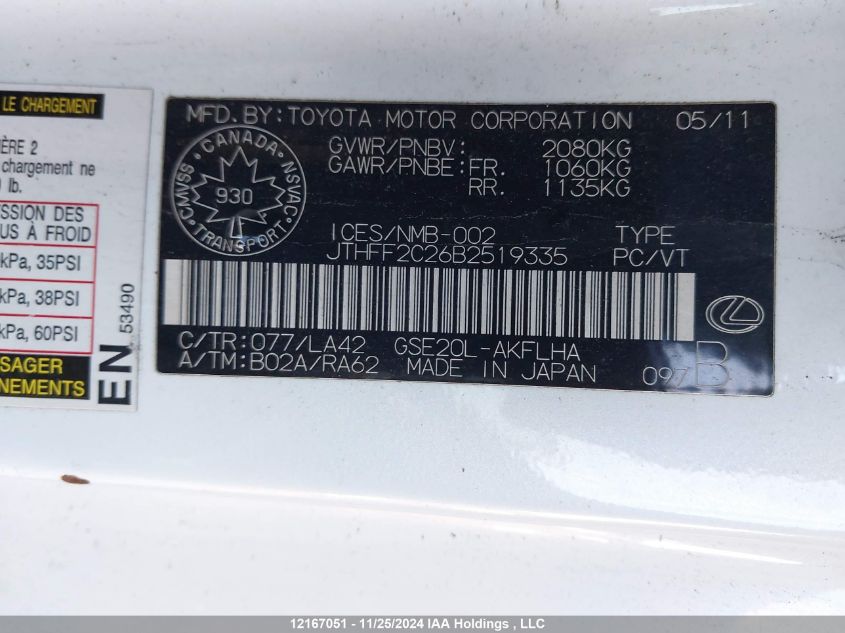 LE CHARGEMENT
IÈRE 2
chargement ne
lb.
SSION DES
US À FROID
kPa, 35PSI
kPa, 38PSI
kPa, 60PSI
SAGER
NEMENTS
EN
53490
MFD. BY: TOYOTA MOTOR CORPORATION 05/11
GVWR/PNBV: 2080KG
GAWR/PNBE: FR. 1060KG
RR. 1135KG
CANADA
CMVSS
NSVAC
930
TRANSPORT
ICES/NMB-002 TYPE
JTHFF2C26B2519335 PC/VT
C/TR: 077/LA42 GSE20L-AKFLHA
A/TM: B02A/RA62 MADE IN JAPAN 097 B
12167051 - 11/25/2024 IAA Holdings , LLC